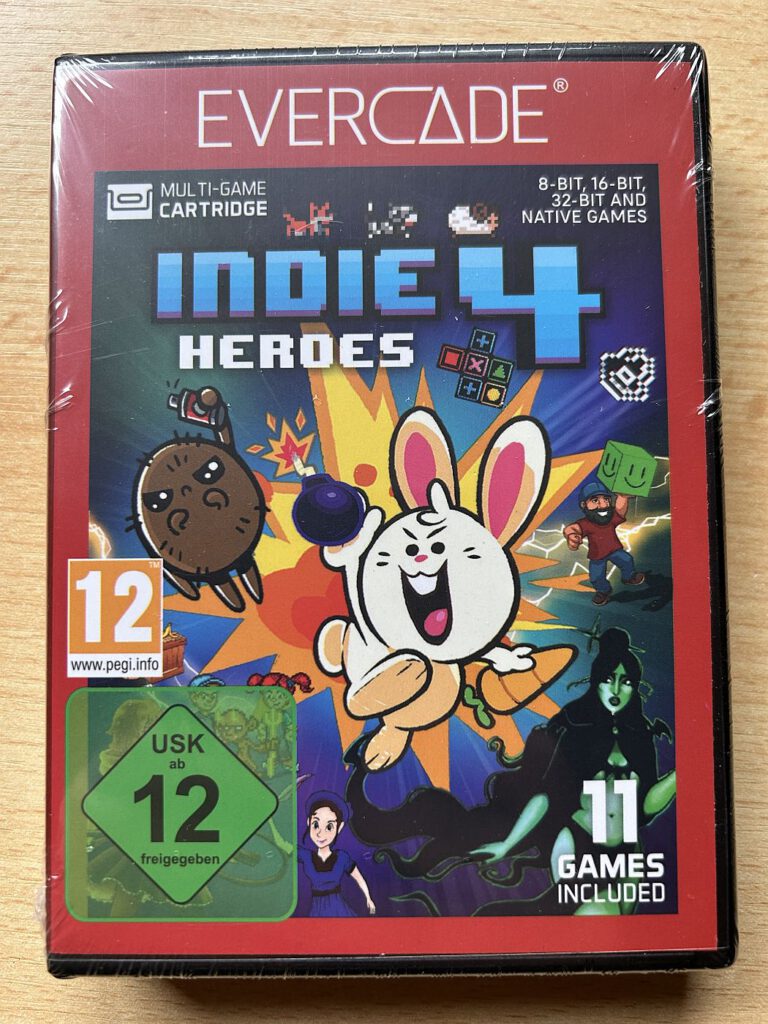 EVERCADE®
MULTI-GAME
CARTRIDGE
8-BIT, 16-BIT,
32-BIT AND
NATIVE GAMES
INDIE 4
HEROES
12
TM
www.pegi.info
USK
ab
12
freigegeben
11
GAMES
INCLUDED